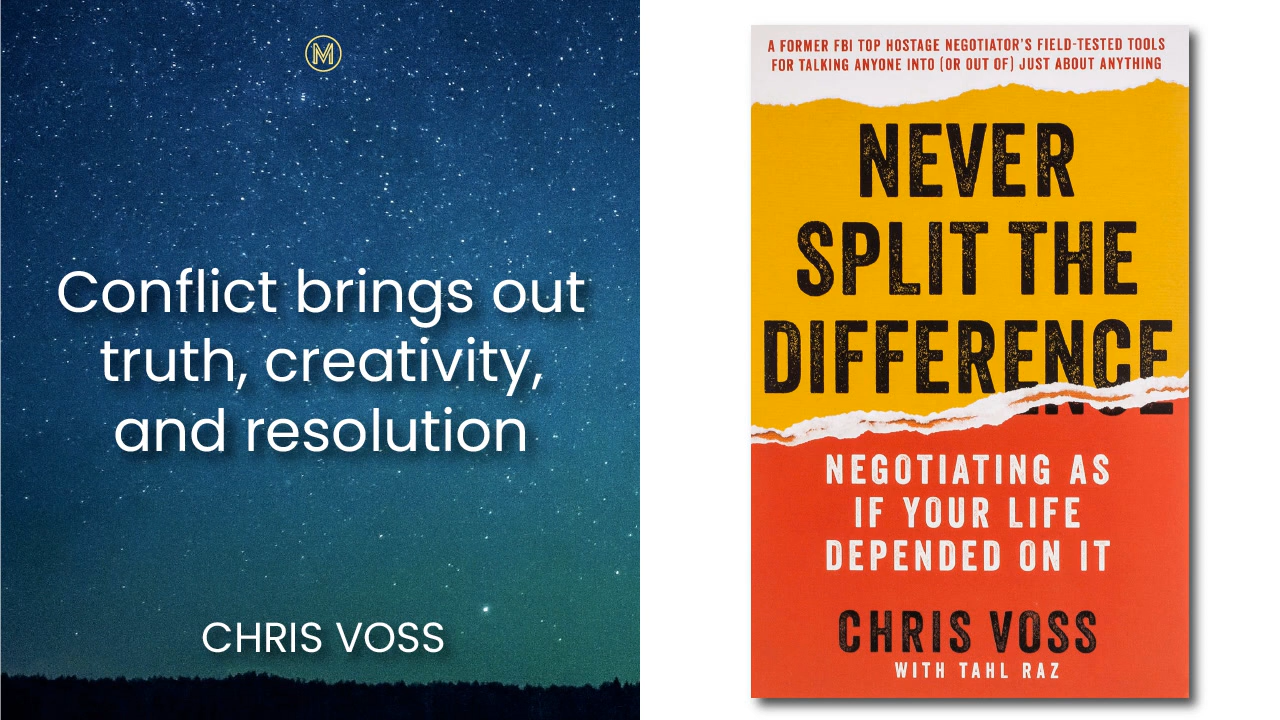 M
Conflict brings out
truth, creativity,
and resolution
CHRIS VOSS
A FORMER FBI TOP HOSTAGE NEGOTIATOR'S FIELD-TESTED TOOLS
FOR TALKING ANYONE INTO (OR OUT OF) JUST ABOUT ANYTHING
NEVER
SPLIT THE
DIFFERENCE
NEGOTIATING AS
IF YOUR LIFE
DEPENDED ON IT
CHRIS VOSS
WITH TAHL RAZ